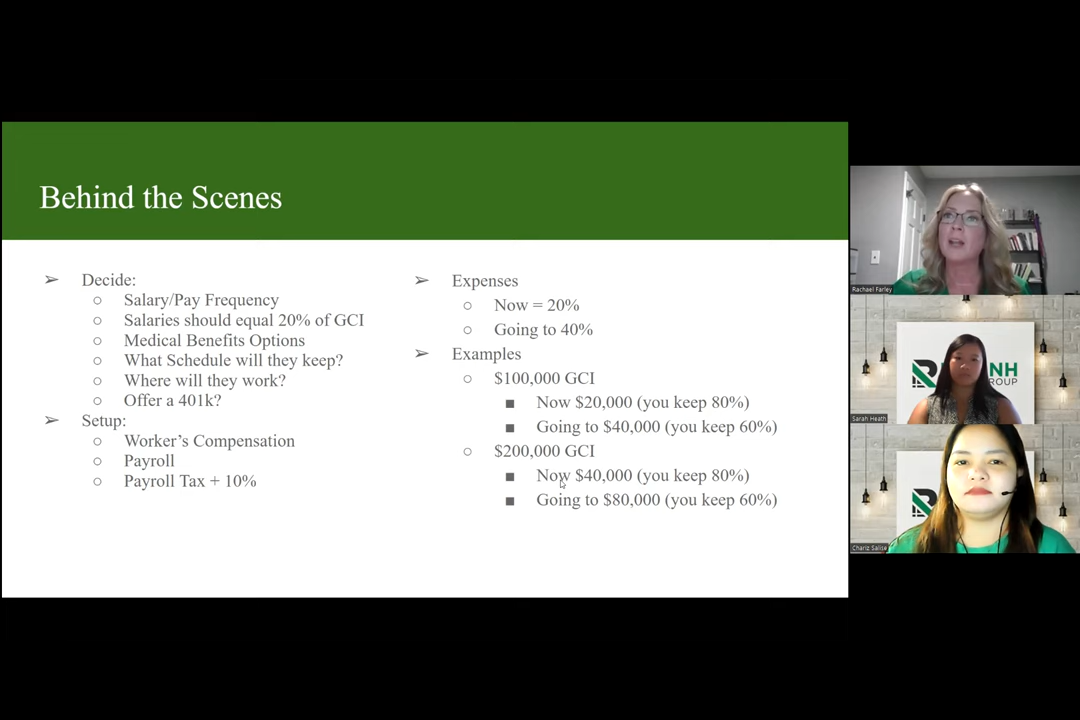 Behind the Scenes
➢ Decide:
○ Salary/Pay Frequency
○ Salaries should equal 20% of GCI
○ Medical Benefits Options
○ What Schedule will they keep?
○ Where will they work?
○ Offer a 401k?
➢ Setup:
○ Worker's Compensation
○ Payroll
○ Payroll Tax + 10%
➢ Expenses
○ Now = 20%
○ Going to 40%
➢ Examples
○ $100,000 GCI
■ Now $20,000 (you keep 80%)
■ Going to $40,000 (you keep 60%)
○ $200,000 GCI
■ Now $40,000 (you keep 80%)
■ Going to $80,000 (you keep 60%)
Rachael Farley
NH
GROUP
Sarah Heath
Chariz Salise